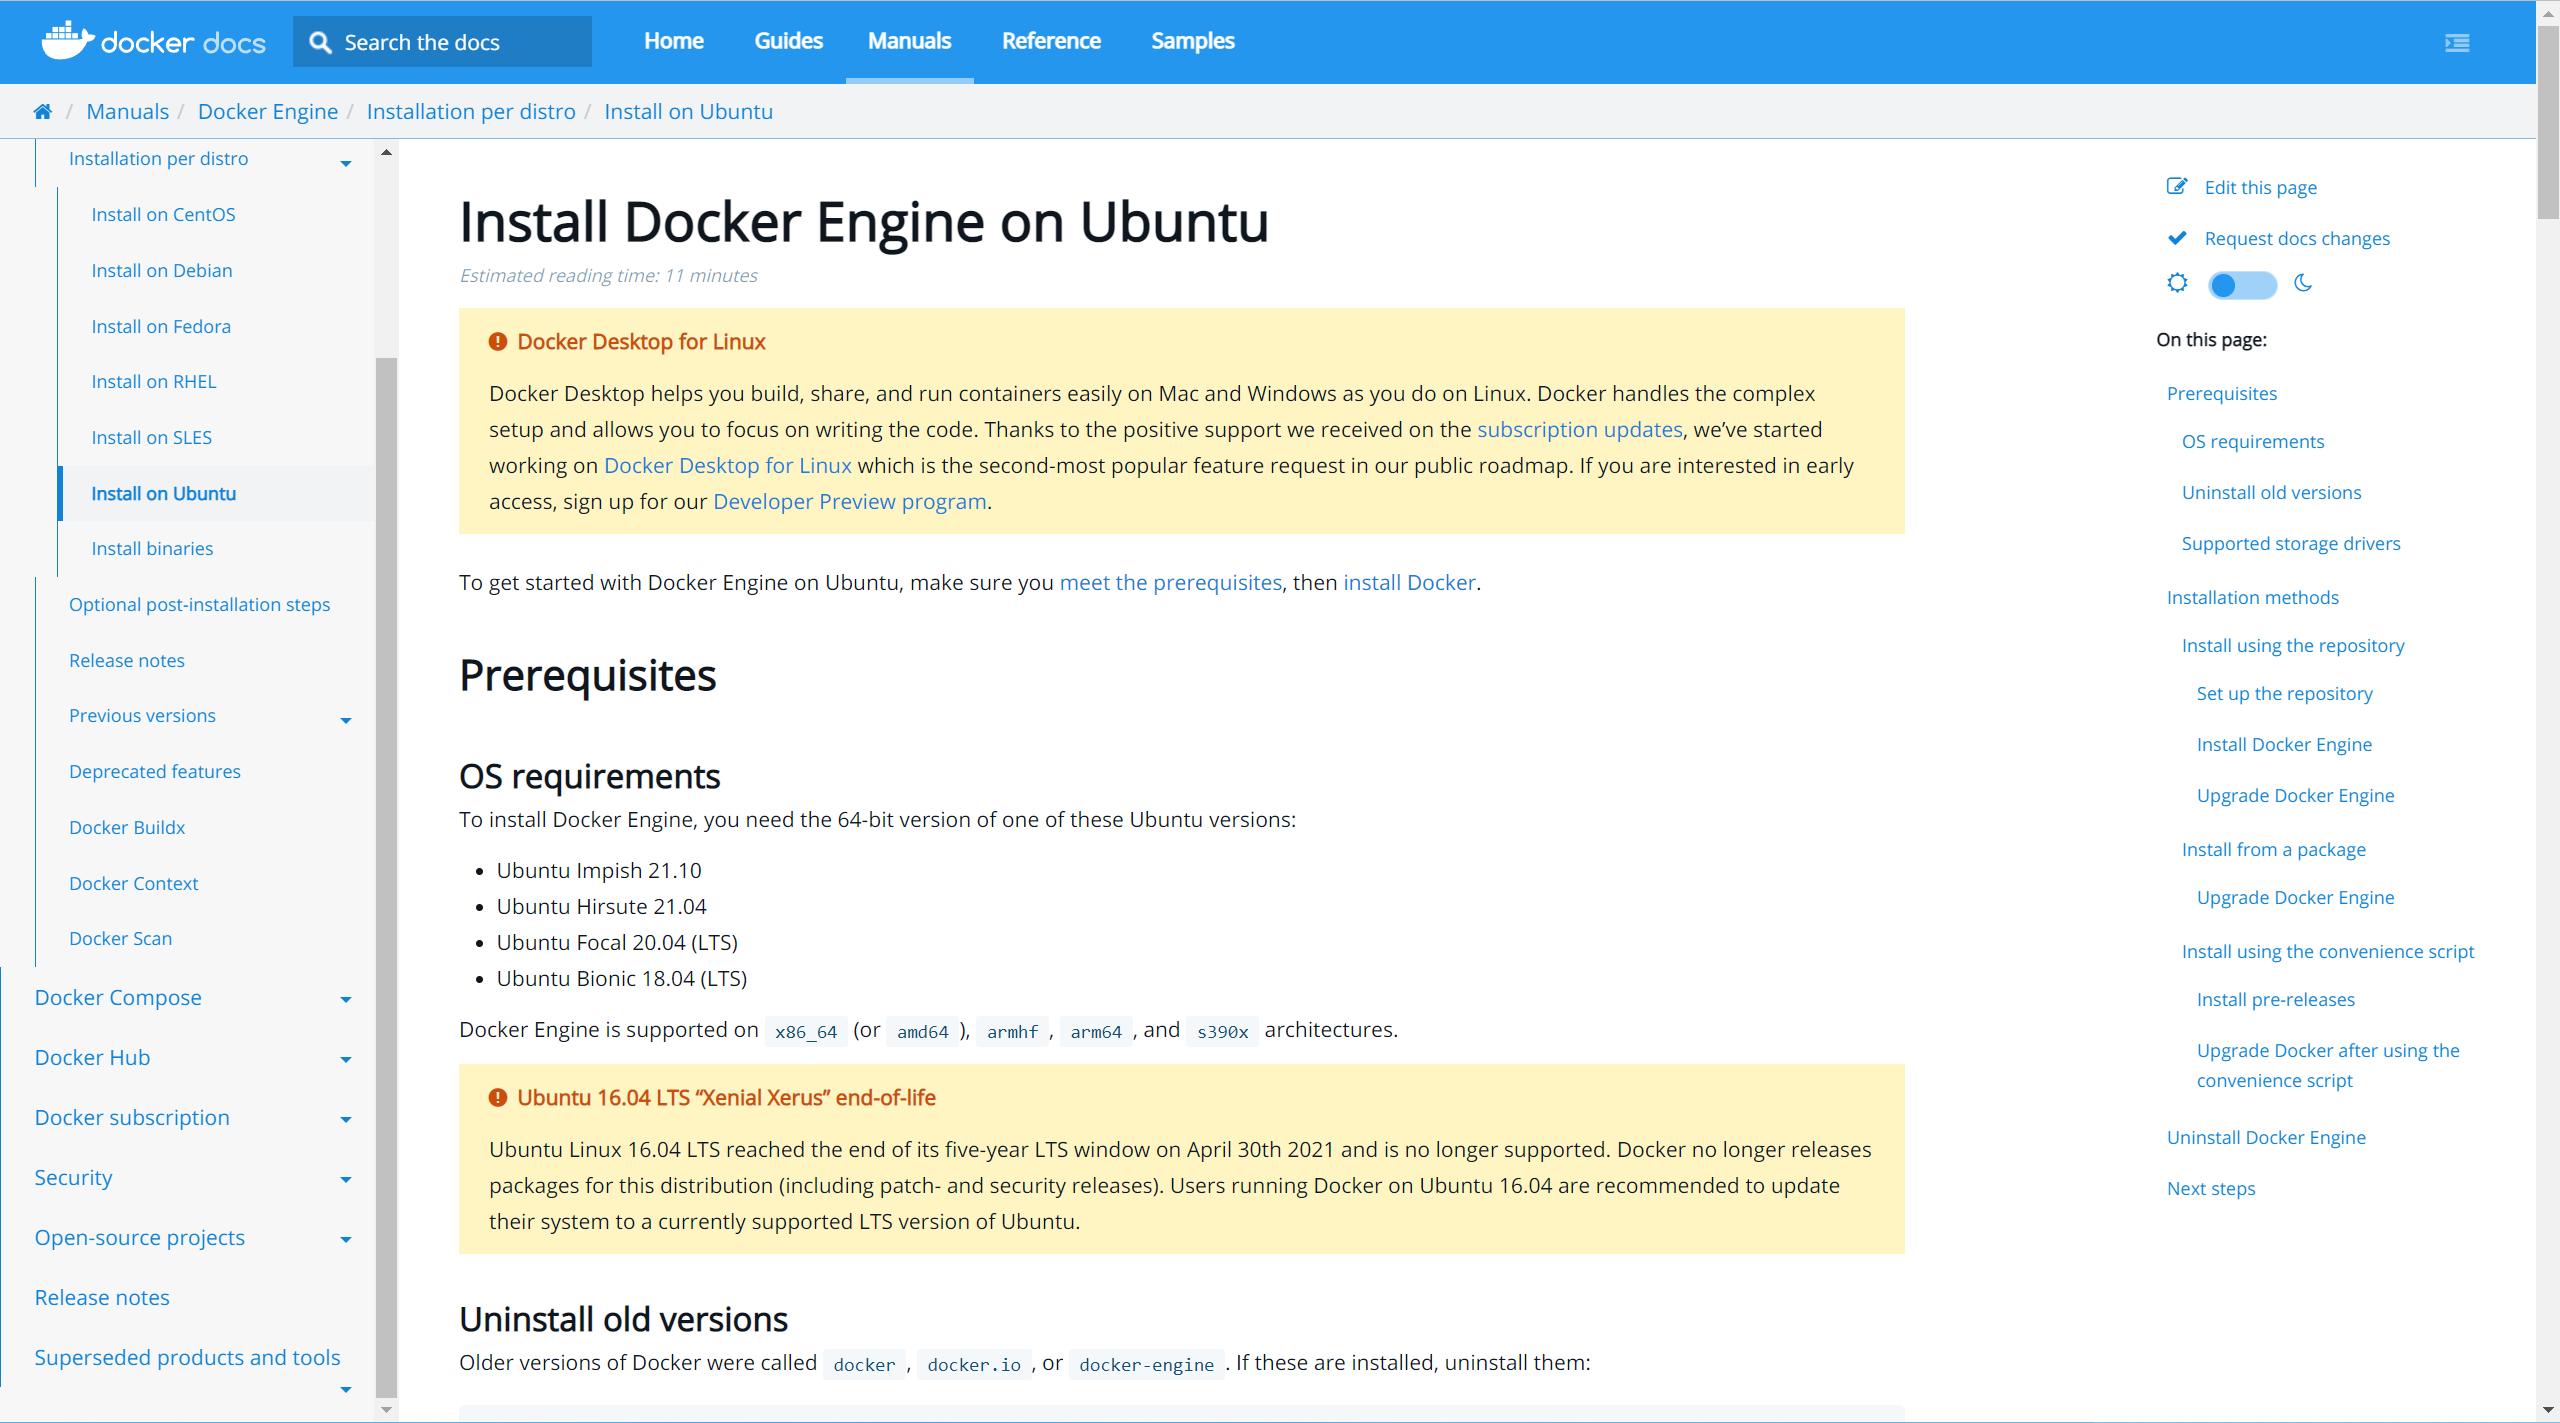 docker docs
Search the docs
Home
Guides
Manuals
Reference
Samples
/ Manuals / Docker Engine / Installation per distro / Install on Ubuntu
Installation per distro
Install on CentOS
Install on Debian
Install on Fedora
Install on RHEL
Install on SLES
Install on Ubuntu
Install binaries
Optional post-installation steps
Release notes
Previous versions
Deprecated features
Docker Buildx
Docker Context
Docker Scan
Docker Compose
Docker Hub
Docker subscription
Security
Open-source projects
Release notes
Superseded products and tools
Install Docker Engine on Ubuntu
Estimated reading time: 11 minutes
Docker Desktop for Linux
Docker Desktop helps you build, share, and run containers easily on Mac and Windows as you do on Linux. Docker handles the complex
setup and allows you to focus on writing the code. Thanks to the positive support we received on the subscription updates, we’ve started
working on Docker Desktop for Linux which is the second-most popular feature request in our public roadmap. If you are interested in early
access, sign up for our Developer Preview program.
To get started with Docker Engine on Ubuntu, make sure you meet the prerequisites, then install Docker.
Prerequisites
OS requirements
To install Docker Engine, you need the 64-bit version of one of these Ubuntu versions:
• Ubuntu Impish 21.10
• Ubuntu Hirsute 21.04
• Ubuntu Focal 20.04 (LTS)
• Ubuntu Bionic 18.04 (LTS)
Docker Engine is supported on x86_64 (or amd64), armhf, arm64, and s390x architectures.
Ubuntu 16.04 LTS “Xenial Xerus” end-of-life
Ubuntu Linux 16.04 LTS reached the end of its five-year LTS window on April 30th 2021 and is no longer supported. Docker no longer releases
packages for this distribution (including patch- and security releases). Users running Docker on Ubuntu 16.04 are recommended to update
their system to a currently supported LTS version of Ubuntu.
Uninstall old versions
Older versions of Docker were called docker, docker.io, or docker-engine. If these are installed, uninstall them:
Edit this page
Request docs changes
On this page:
Prerequisites
OS requirements
Uninstall old versions
Supported storage drivers
Installation methods
Install using the repository
Set up the repository
Install Docker Engine
Upgrade Docker Engine
Install from a package
Upgrade Docker Engine
Install using the convenience script
Install pre-releases
Upgrade Docker after using the
convenience script
Uninstall Docker Engine
Next steps